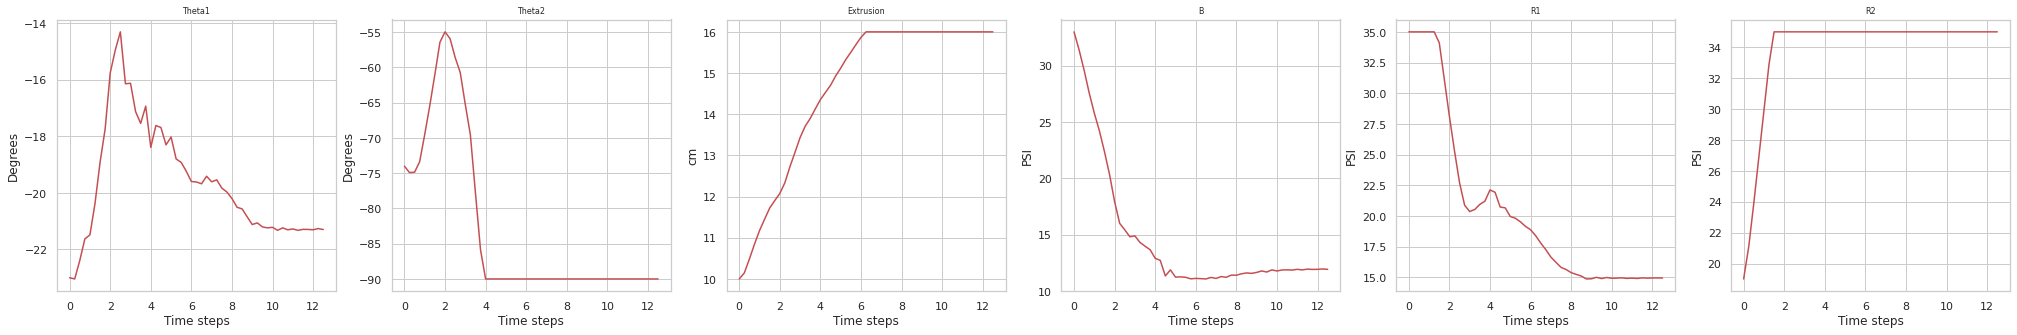 Theta1
−14
−16
−18
−20
−22
Degrees
0 2 4 6 8 10 12
Time steps
Theta2
−55
−60
−65
−70
−75
−80
−85
−90
Degrees
0 2 4 6 8 10 12
Time steps
Extrusion
16
15
14
13
12
11
10
cm
0 2 4 6 8 10 12
Time steps
B
30
25
20
15
10
PSI
0 2 4 6 8 10 12
Time steps
R1
35.0
32.5
30.0
27.5
25.0
22.5
20.0
17.5
15.0
PSI
0 2 4 6 8 10 12
Time steps
R2
34
32
30
28
26
24
22
20
PSI
0 2 4 6 8 10 12
Time steps